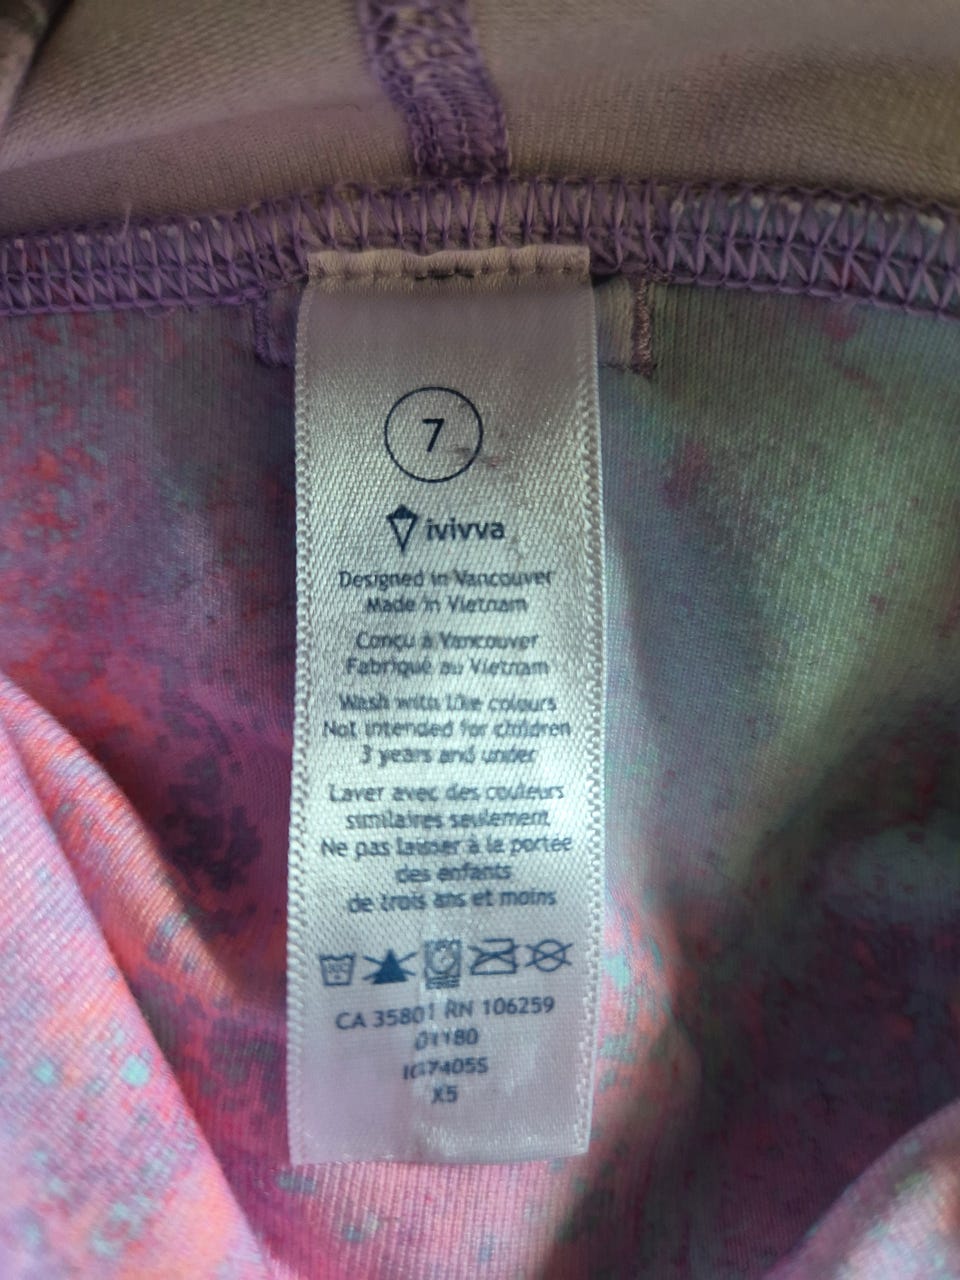 7
ivivva
Designed in Vancouver
Made in Vietnam
Conçu à Vancouver
Fabriqué au Vietnam
Wash with like colours
Not intended for children
3 years and under
Laver avec des couleurs
similaires seulement
Ne pas laisser à la portée
des enfants
de trois ans et moins
CA 35801 RN 106259
X5